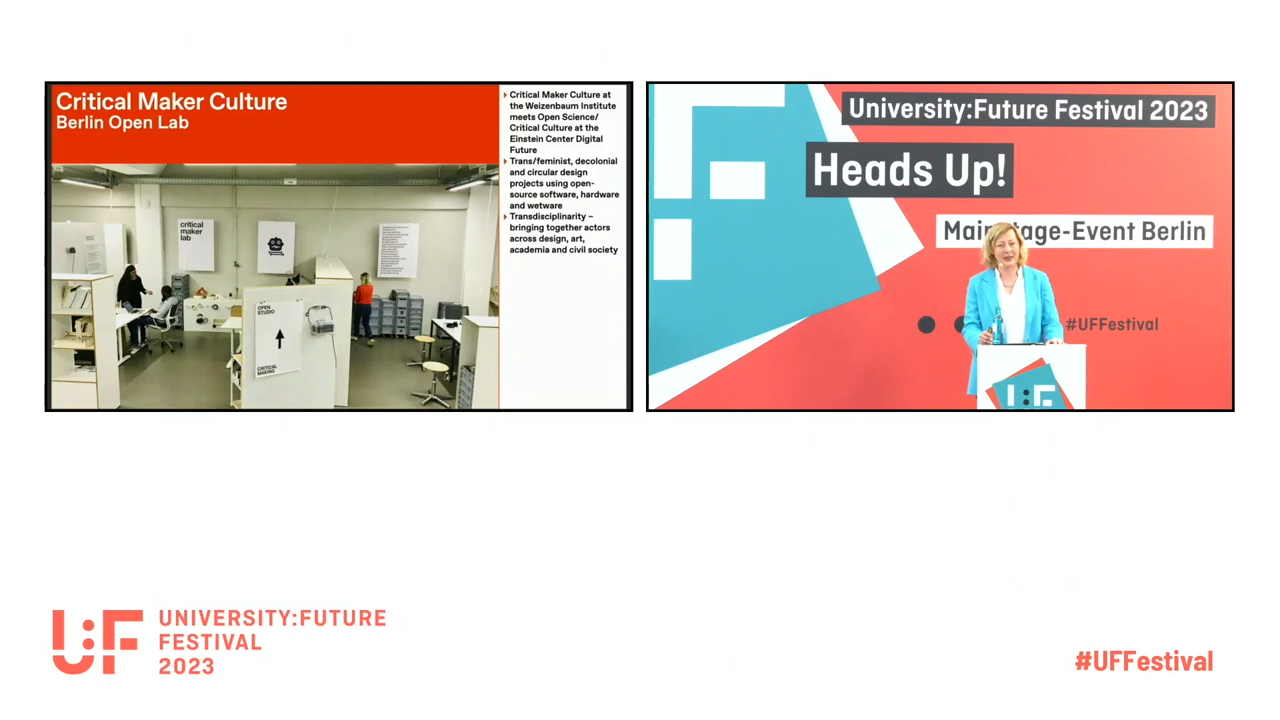 Critical Maker Culture
Berlin Open Lab
Critical Maker Culture at
the Weizenbaum Institute
meets Open Science/
Critical Culture at the
Einstein Center Digital
Future
Trans/feminist, decolonial
and circular design
projects using open-
source software, hardware
and wetware
Transdisciplinarity –
bringing together actors
across design, art,
academia and civil society
critical
maker
lab
OPEN
STUDIO
CRITICAL
MAKING
University:Future Festival 2023
Heads Up!
Main age-Event Berlin
#UFFestival
U:F
U:F
UNIVERSITY:FUTURE
FESTIVAL
2023
#UFFestival